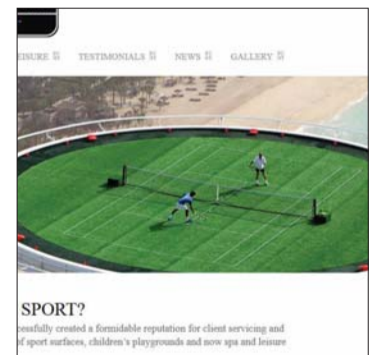 EISURE TESTIMONIALS NEWS GALLERY
SPORT?
cessfully created a formidable reputation for client servicing and
of sport surfaces, children's playgrounds and now spa and leisure